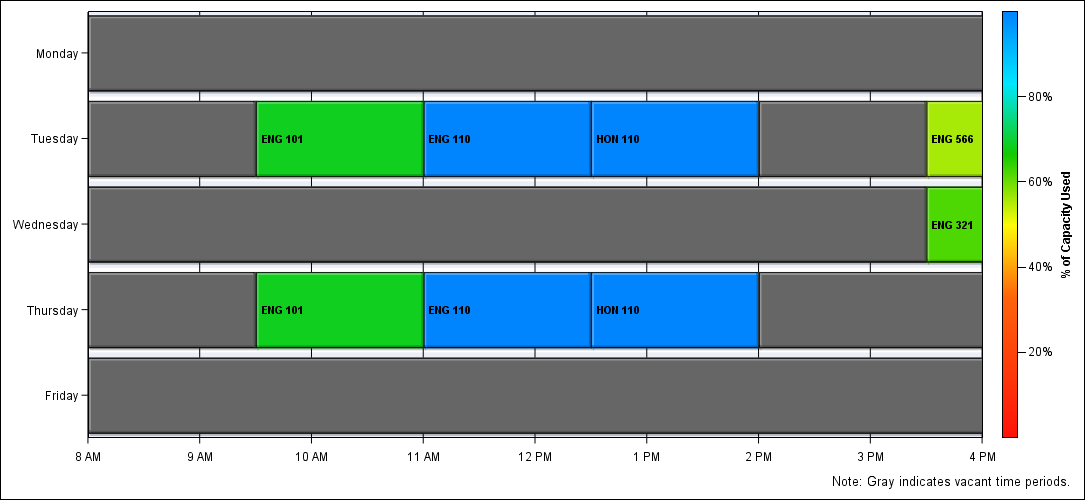 Monday
Tuesday
ENG 101
ENG 110
HON 110
ENG 566
Wednesday
ENG 321
Thursday
ENG 101
ENG 110
HON 110
Friday
8 AM
9 AM
10 AM
11 AM
12 PM
1 PM
2 PM
3 PM
4 PM
80%
60%
40%
20%
% of Capacity Used
Note: Gray indicates vacant time periods.